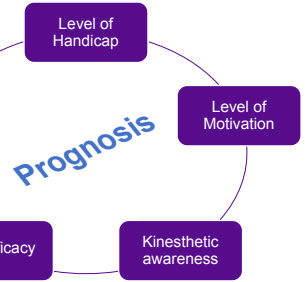 Level of
Handicap
Level of
Motivation
Prognosis
Kinesthetic
awareness